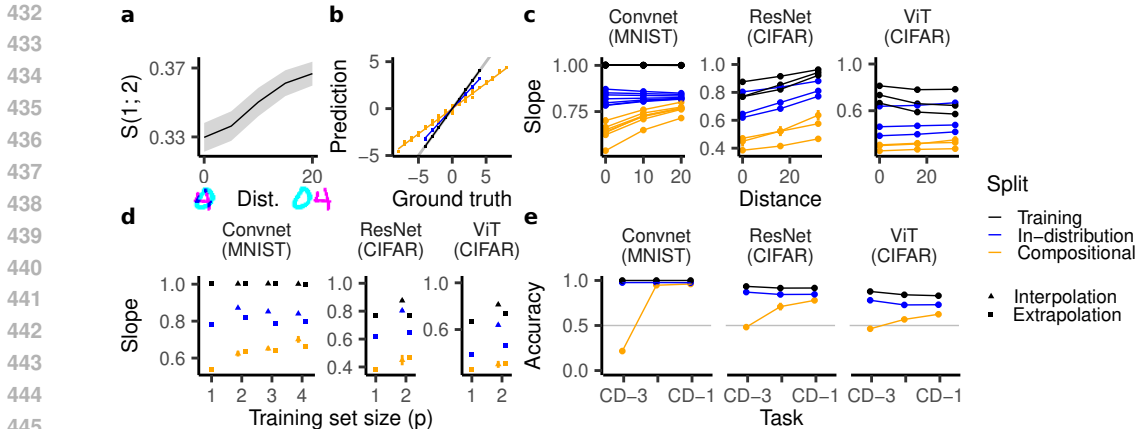 432
433
434
435
436
437
438
439
440
441
442
443
444
445
a
S(1; 2)
0.37
0.33
0
20
Dist.
4
0
0 4
b
Prediction
5
0
−5
−5 0 5
Ground truth
c
Convnet
(MNIST)
ResNet
(CIFAR)
ViT
(CIFAR)
Slope
1.00
0.75
0 10 20
1.0
0.8
0.6
0.4
0 20
1.0
0.6
0 20
Distance
d
Convnet
(MNIST)
ResNet
(CIFAR)
ViT
(CIFAR)
Slope
1.0
0.8
0.6
1 2 3 4
1.0
0.8
0.6
0.4
1 2
1.0
0.6
1 2
Training set size (p)
e
Convnet
(MNIST)
ResNet
(CIFAR)
ViT
(CIFAR)
Accuracy
1.0
0.5
0.0
CD−3 CD−1
CD−3 CD−1
CD−3 CD−1
Task
Split
Training
In−distribution
Compositional
Interpolation
Extrapolation